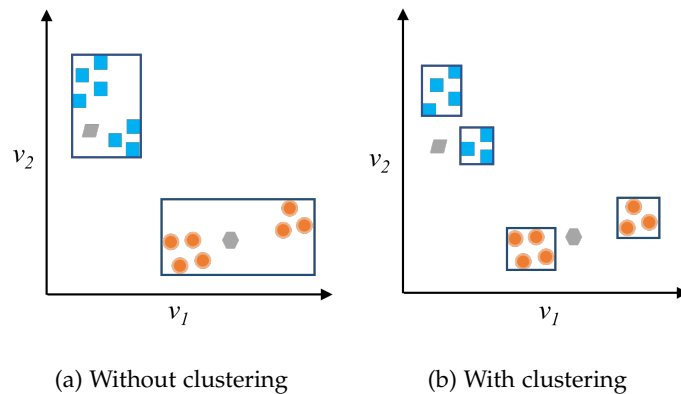 v2
v1
(a) Without clustering
v2
v1
(b) With clustering